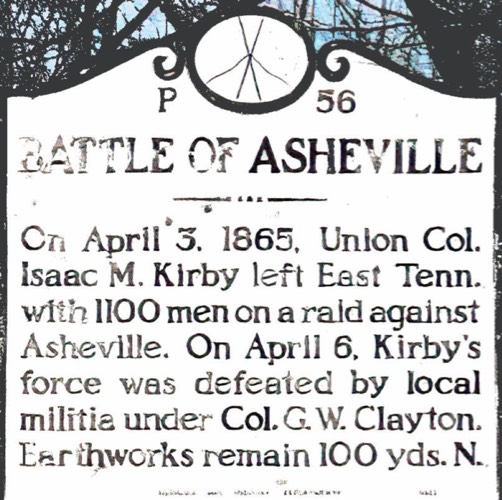 P 56
BATTLE OF ASHEVILLE
On April 3, 1865, Union Col.
Isaac M. Kirby left East Tenn.
with 1100 men on a raid against
Asheville. On April 6, Kirby's
force was defeated by local
militia under Col. G. W. Clayton.
Earthworks remain 100 yds. N.